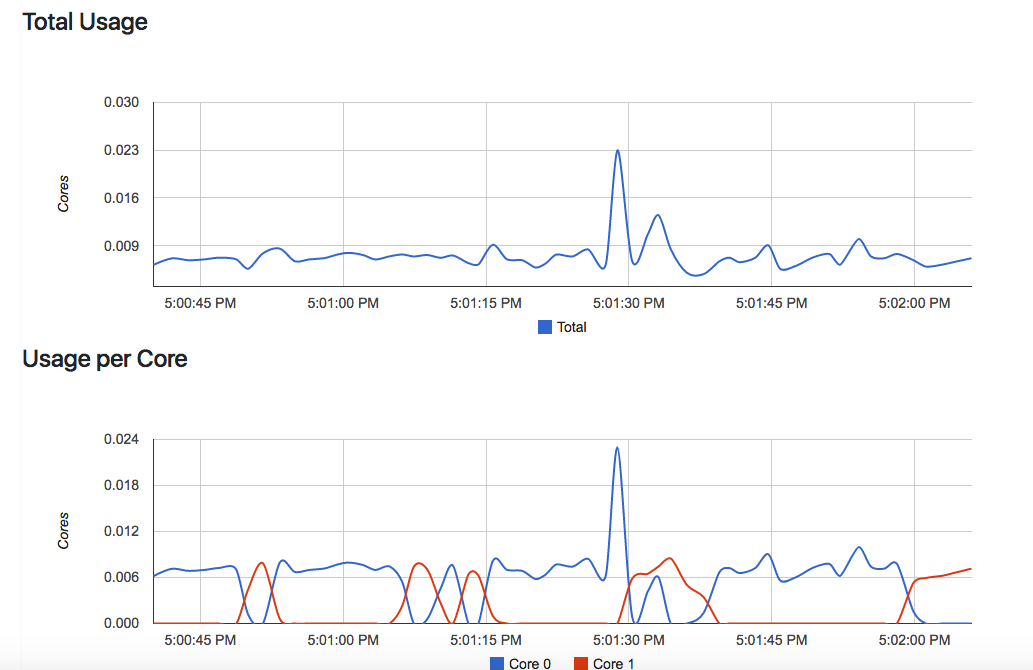 Total Usage
0.030
0.023
0.016
0.009
Cores
5:00:45 PM 5:01:00 PM 5:01:15 PM 5:01:30 PM 5:01:45 PM 5:02:00 PM
Total
Usage per Core
0.024
0.018
0.012
0.006
0.000
Cores
5:00:45 PM 5:01:00 PM 5:01:15 PM 5:01:30 PM 5:01:45 PM 5:02:00 PM
Core 0 Core 1